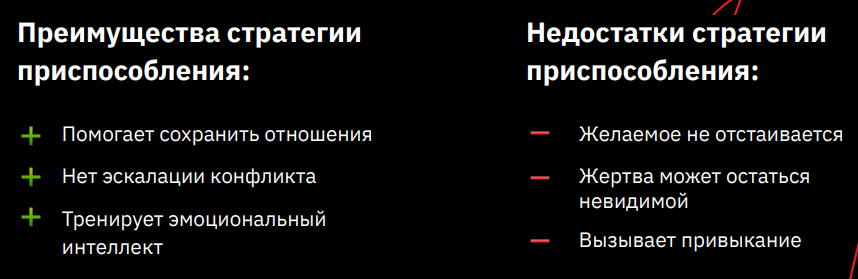 Преимущества стратегии
приспособления:
Помогает сохранить отношения
Нет эскалации конфликта
Тренирует эмоциональный
интеллект
Недостатки стратегии
приспособления:
Желаемое не отстаивается
Жертва может остаться
невидимой
Вызывает привыкание